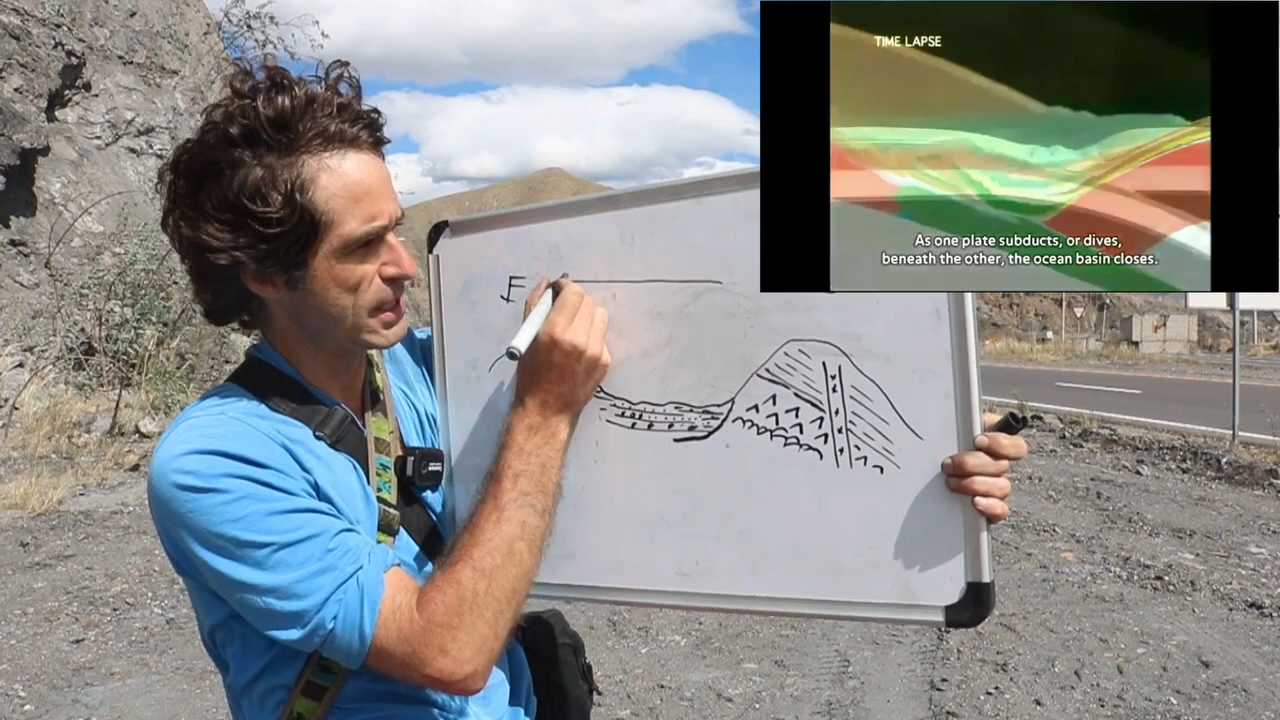 TIME LAPSE
As one plate subducts, or dives,
beneath the other, the ocean basin closes.
E